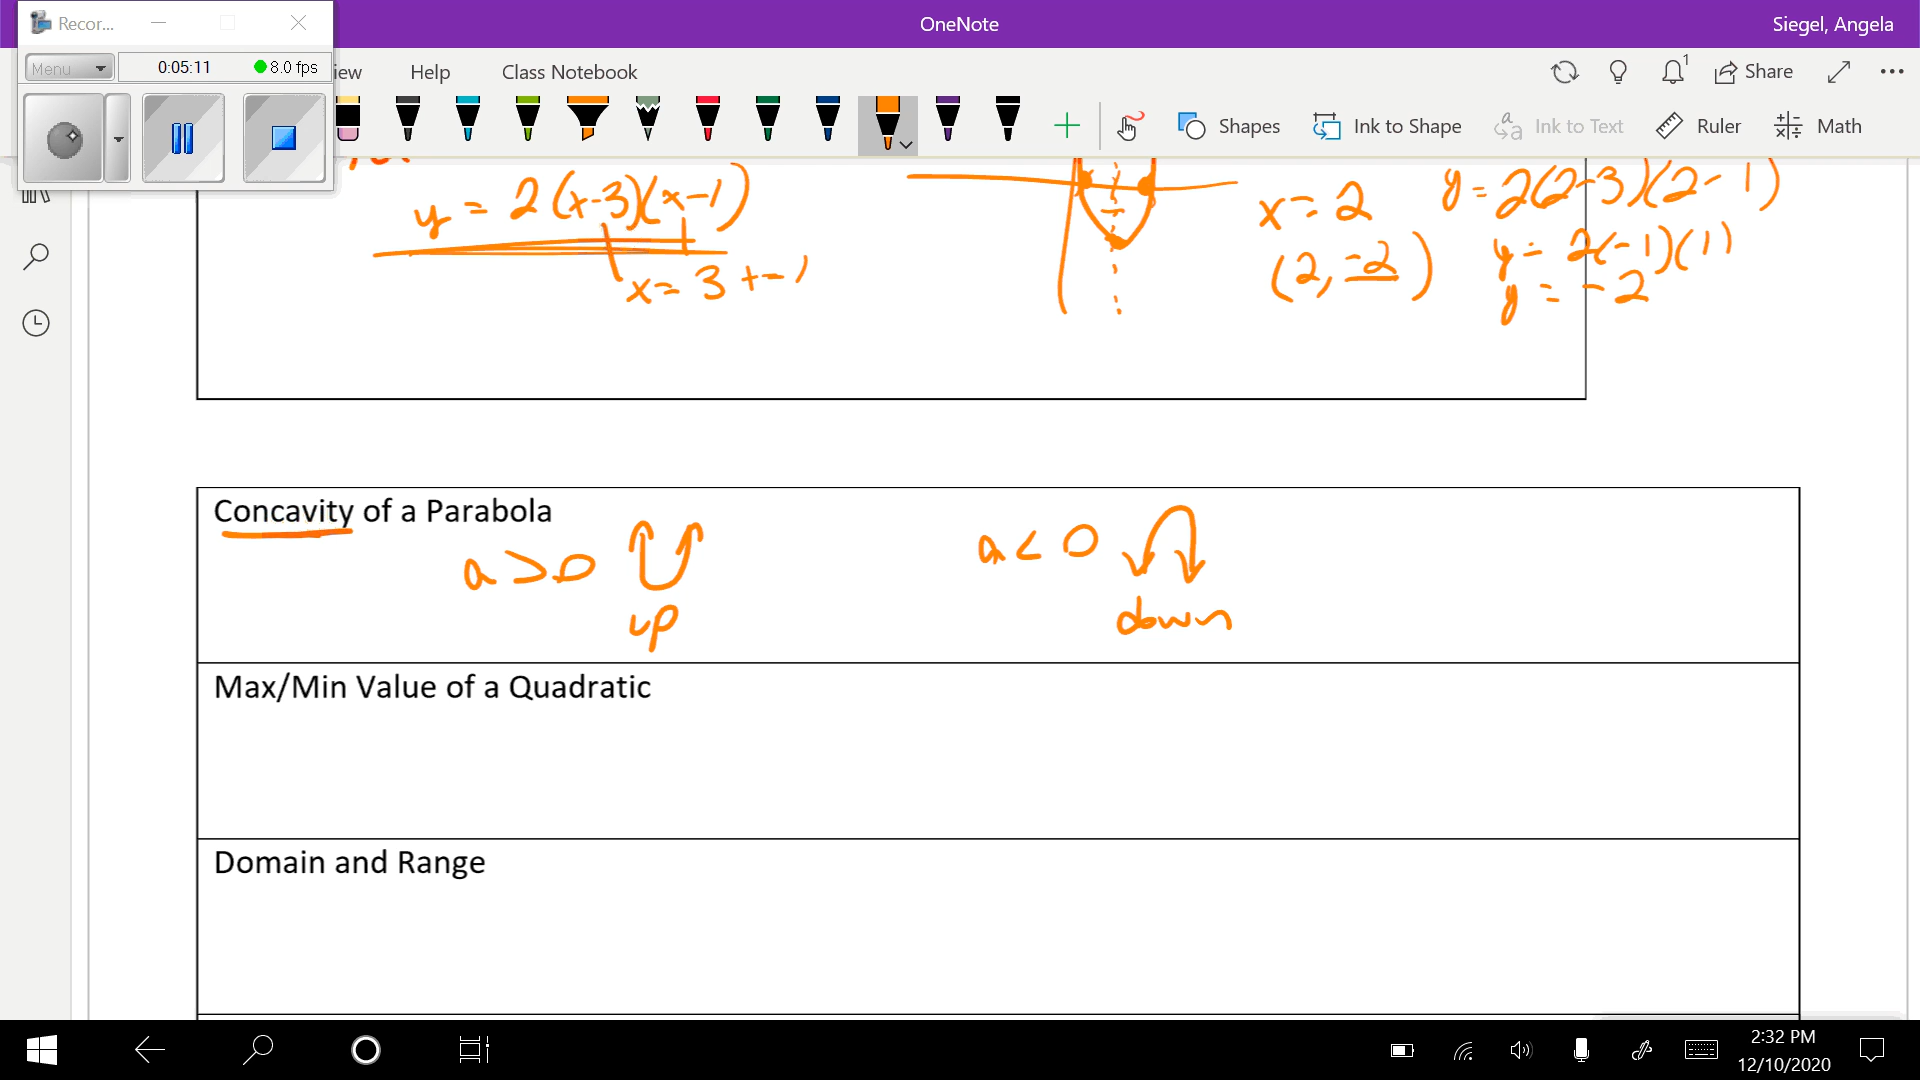 Recor...
OneNote
Siegel, Angela
Menu
0:05:11
8.0 fps
iew
Help
Class Notebook
1
Share
Shapes
Ink to Shape
Ink to Text
Ruler
Math
y = 2(x-3)(x-1)
x = 3 + - 1
x = 2
(2, -2)
y = 2(2-3)(2-1)
y = 2(-1)(1)
y = -2
Concavity of a Parabola
a > 0
up
a < 0
down
Max/Min Value of a Quadratic
Domain and Range
2:32 PM
12/10/2020